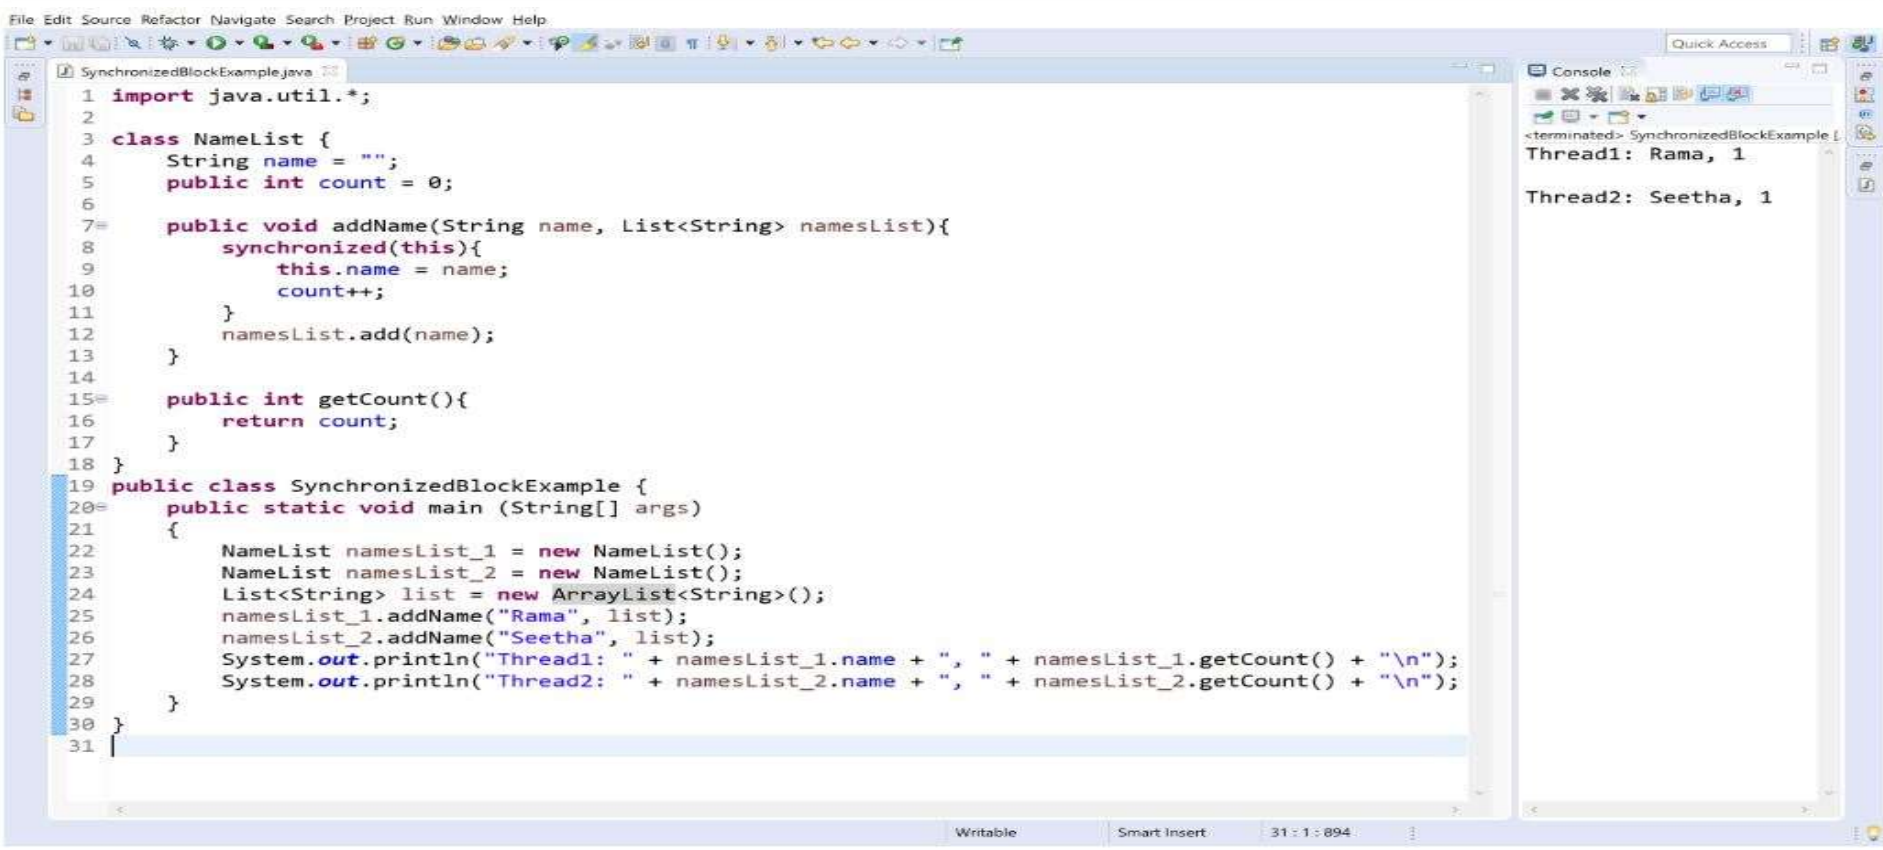 File Edit Source Refactor Navigate Search Project Run Window Help
Quick Access
SynchronizedBlockExample.java
1 import java.util.*;
2
3 class NameList {
4     String name = "";
5     public int count = 0;
6
7     public void addName(String name, List<String> namesList){
8         synchronized(this){
9             this.name = name;
10             count++;
11         }
12         namesList.add(name);
13     }
14
15     public int getCount(){
16         return count;
17     }
18 }
19 public class SynchronizedBlockExample {
20     public static void main (String[] args)
21     {
22         NameList namesList_1 = new NameList();
23         NameList namesList_2 = new NameList();
24         List<String> list = new ArrayList<String>();
25         namesList_1.addName("Rama", list);
26         namesList_2.addName("Seetha", list);
27         System.out.println("Thread1: " + namesList_1.name + ", " + namesList_1.getCount() + "\n");
28         System.out.println("Thread2: " + namesList_2.name + ", " + namesList_2.getCount() + "\n");
29     }
30 }
31
Console
<terminated> SynchronizedBlockExample [
Thread1: Rama, 1
Thread2: Seetha, 1
Writable Smart Insert 31 : 1 : 894